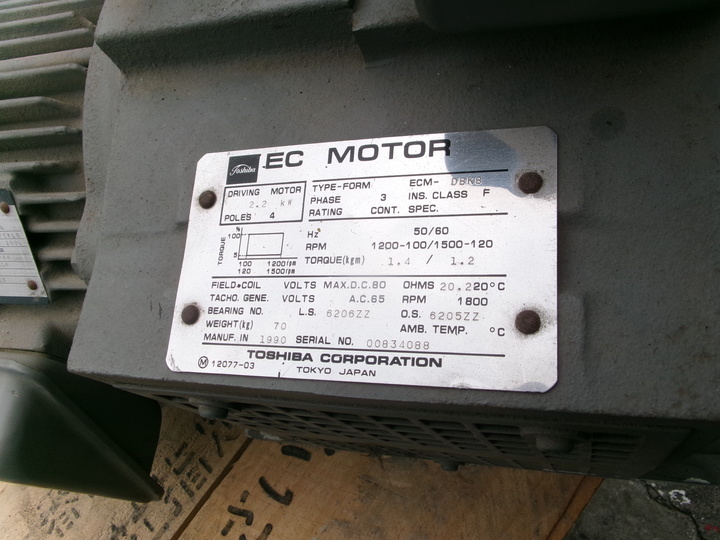 Toshiba EC MOTOR
DRIVING MOTOR
2.2 kW
POLES 4
TYPE-FORM ECM- DBKB
PHASE 3 INS. CLASS F
RATING CONT. SPEC.
TORQUE
%
100
5
100 1200rpm
120 1500rpm
Hz 50/60
RPM 1200-100/1500-120
TORQUE(kgm) 1.4 / 1.2
FIELD•COIL VOLTS MAX.D.C.80 OHMS 20.2 20°C
TACHO. GENE. VOLTS A.C.65 RPM 1800
BEARING NO. L.S. 6206ZZ O.S. 6205ZZ
WEIGHT(kg) 70 AMB. TEMP. °C
MANUF. IN 1990 SERIAL NO. 00834088
TOSHIBA CORPORATION
M 12077-03 TOKYO JAPAN